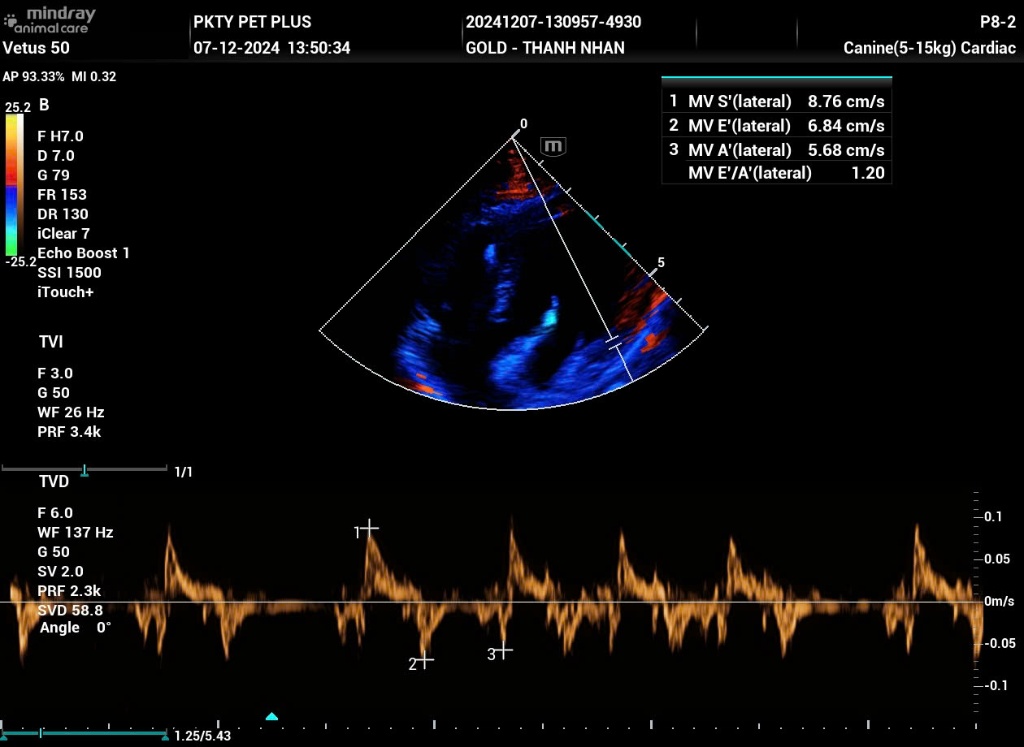 mindray
animal care
Vetus 50
PKTY PET PLUS
07-12-2024 13:50:34
20241207-130957-4930
GOLD - THANH NHAN
P8-2
Canine(5-15kg) Cardiac
AP 93.33% MI 0.32
25.2
-25.2
B
F H7.0
D 7.0
G 79
FR 153
DR 130
iClear 7
Echo Boost 1
SSI 1500
iTouch+
TVI
F 3.0
G 50
WF 26 Hz
PRF 3.4k
1/1
0
m
5
1 MV S'(lateral) 8.76 cm/s
2 MV E'(lateral) 6.84 cm/s
3 MV A'(lateral) 5.68 cm/s
MV E'/A'(lateral) 1.20
TVD
F 6.0
WF 137 Hz
G 50
SV 2.0
PRF 2.3k
SVD 58.8
Angle 0°
1
2
3
0.1
0.05
0m/s
-0.05
-0.1
1.25/5.43